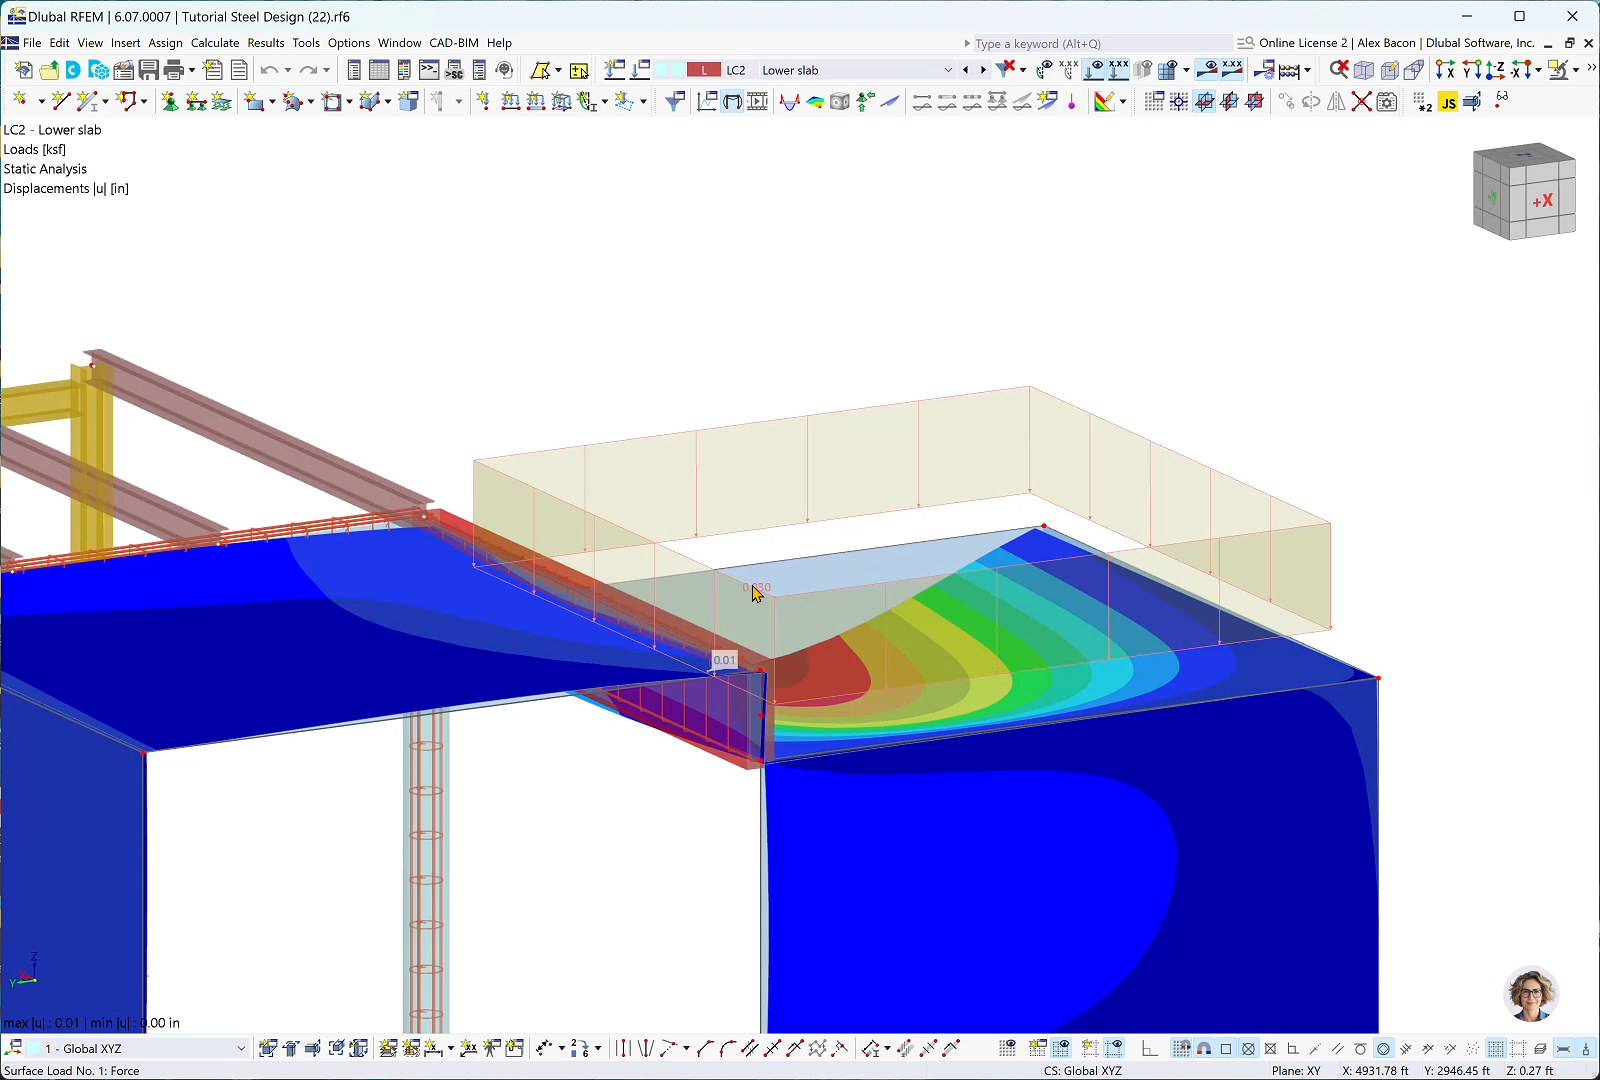 Dlubal RFEM | 6.07.0007 | Tutorial Steel Design (22).rf6
File Edit View Insert Assign Calculate Results Tools Options Window CAD-BIM Help
Type a keyword (Alt+Q)
Online License 2 | Alex Bacon | Dlubal Software, Inc.
L LC2 Lower slab
LC2 - Lower slab
Loads [ksf]
Static Analysis
Displacements |u| [in]
+X
0.01
Z
Y
max |u| : 0.01 | min |u| : 0.00 in
1 - Global XYZ
Surface Load No. 1: Force
CS: Global XYZ
Plane: XY
X: 4931.78 ft Y: 2946.45 ft Z: 0.27 ft